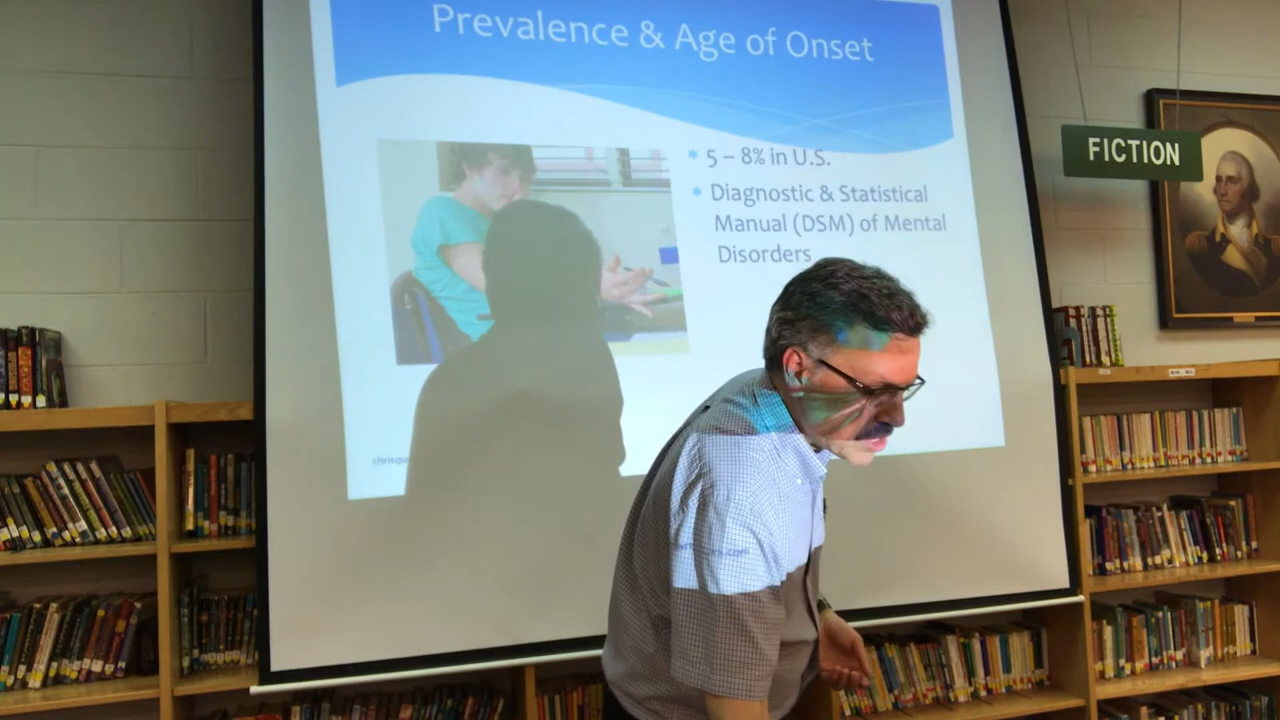 Prevalence & Age of Onset
* 5 – 8% in U.S.
* Diagnostic & Statistical
Manual (DSM) of Mental
Disorders
FICTION